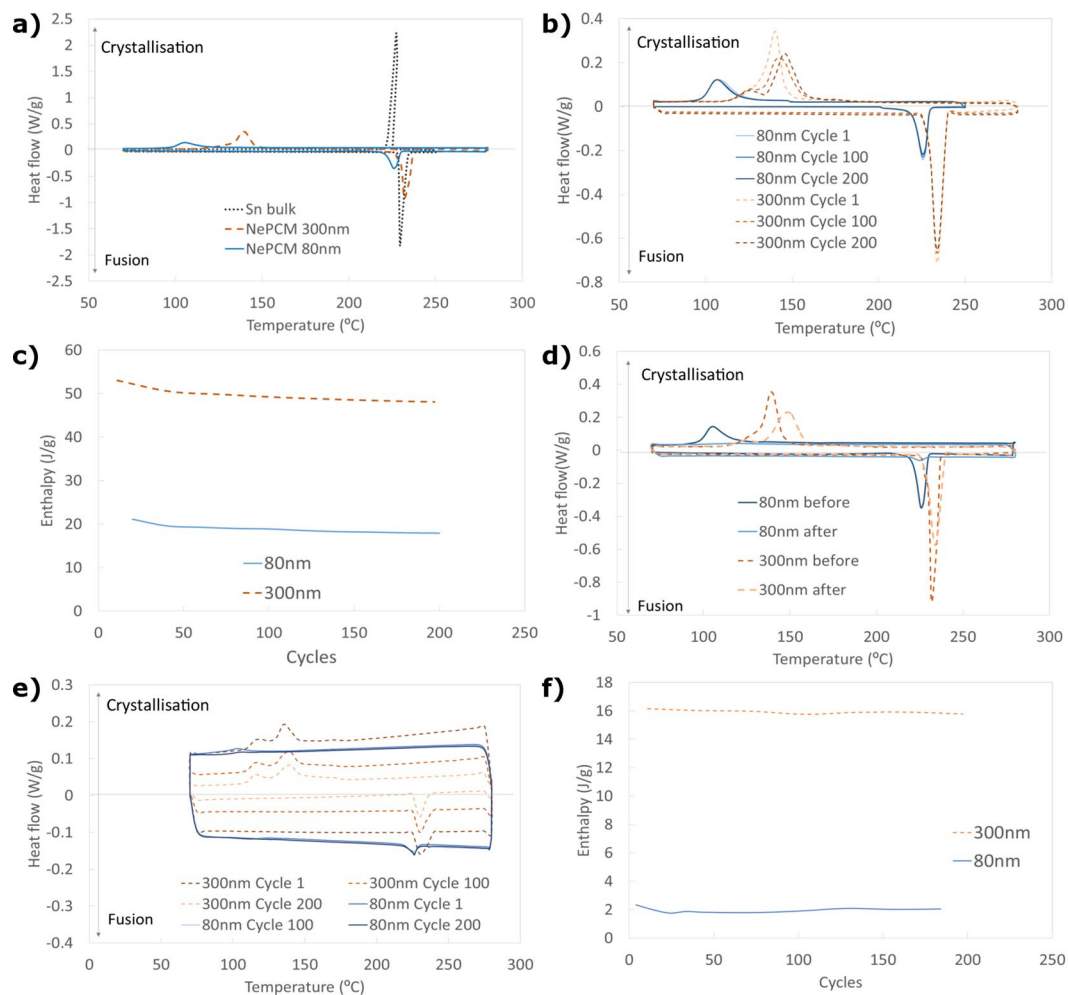 a)
2.5
2
1.5
1
0.5
0
-0.5
-1
-1.5
-2
-2.5
Heat flow (W/g)
Crystallisation
Fusion
Sn bulk
NePCM 300nm
NePCM 80nm
50 100 150 200 250 300
Temperature (°C)
b)
0.6
0.4
0.2
0
-0.2
-0.4
-0.6
-0.8
Heat flow(W/g)
Crystallisation
80nm Cycle 1
80nm Cycle 100
80nm Cycle 200
300nm Cycle 1
300nm Cycle 100
300nm Cycle 200
Fusion
50 100 150 200 250 300
Temperature (°C)
c)
60
50
40
30
20
10
0
Enthalpy (J/g)
80nm
300nm
0 50 100 150 200 250
Cycles
d)
0.6
0.4
0.2
0
-0.2
-0.4
-0.6
-0.8
-1
Heat flow(W/g)
Crystallisation
80nm before
80nm after
300nm before
300nm after
Fusion
50 100 150 200 250 300
Temperature (°C)
e)
0.3
0.2
0.1
0
-0.1
-0.2
-0.3
-0.4
Heat flow (W/g)
Crystallisation
300nm Cycle 1 300nm Cycle 100
300nm Cycle 200 80nm Cycle 1
80nm Cycle 100 80nm Cycle 200
Fusion
0 50 100 150 200 250 300
Temperature (°C)
f)
18
16
14
12
10
8
6
4
2
0
Enthalpy (J/g)
300nm
80nm
0 50 100 150 200 250
Cycles